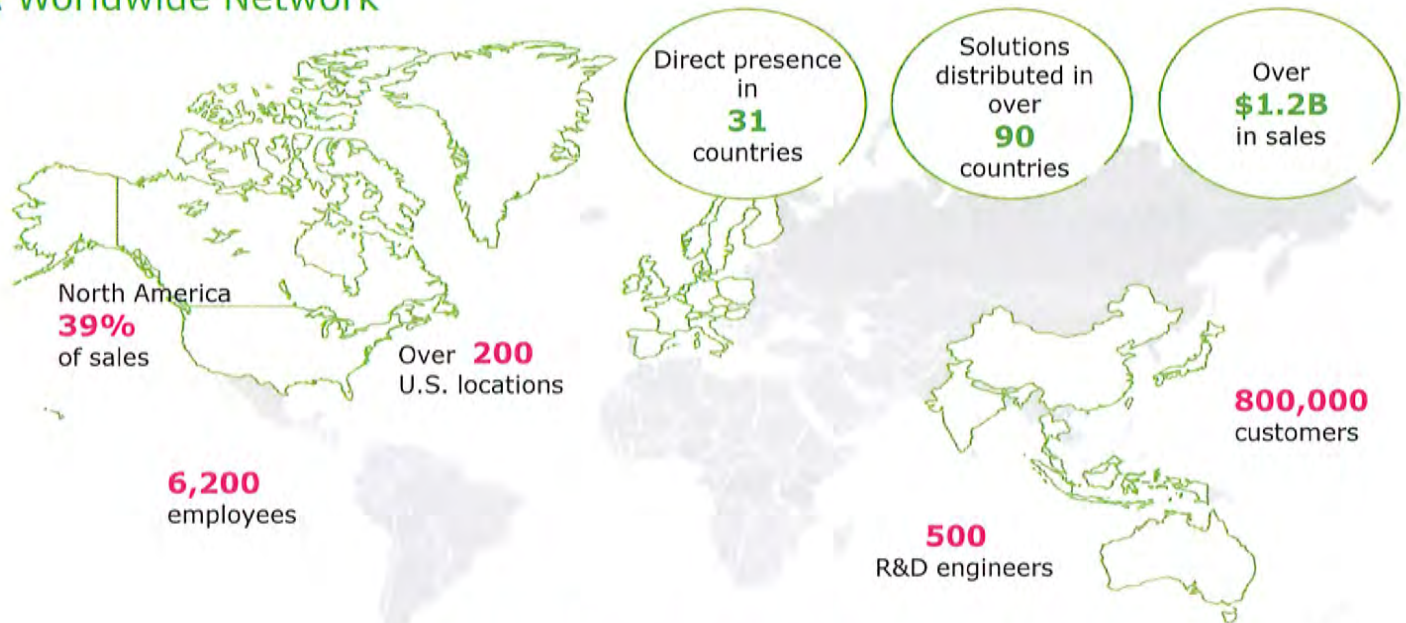 Worldwide Network
Direct presence
in
31
countries
Solutions
distributed in
over
90
countries
Over
$1.2B
in sales
North America
39%
of sales
Over 200
U.S. locations
800,000
customers
6,200
employees
500
R&D engineers